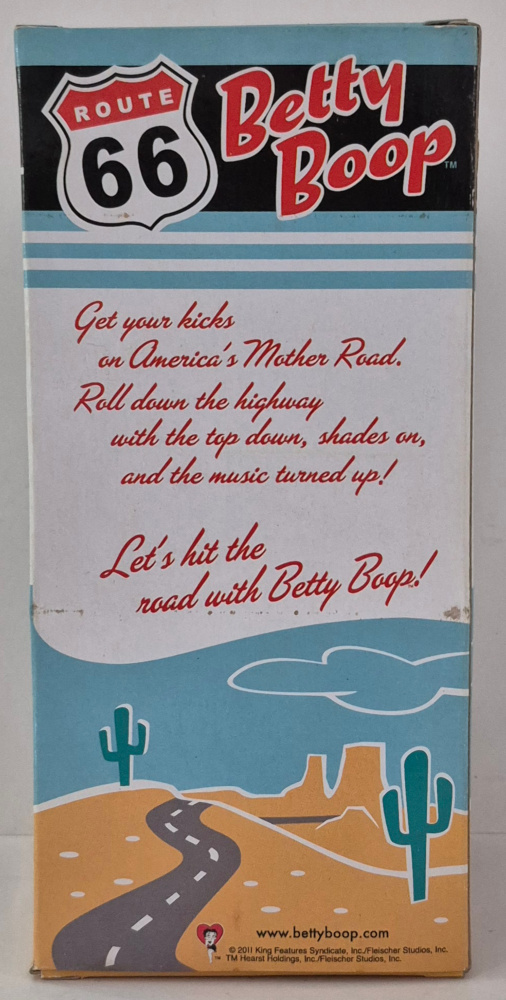 ROUTE
66
Betty
Boop™
Get your kicks
on America's Mother Road.
Roll down the highway
with the top down, shades on,
and the music turned up!
Let's hit the
road with Betty Boop!
www.bettyboop.com
© 2011 King Features Syndicate, Inc./Fleischer Studios, Inc.
TM Hearst Holdings, Inc./Fleischer Studios, Inc.
TM